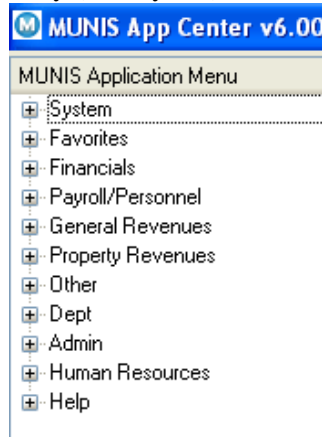 MUNIS App Center v6.00
MUNIS Application Menu
System
Favorites
Financials
Payroll/Personnel
General Revenues
Property Revenues
Other
Dept
Admin
Human Resources
Help